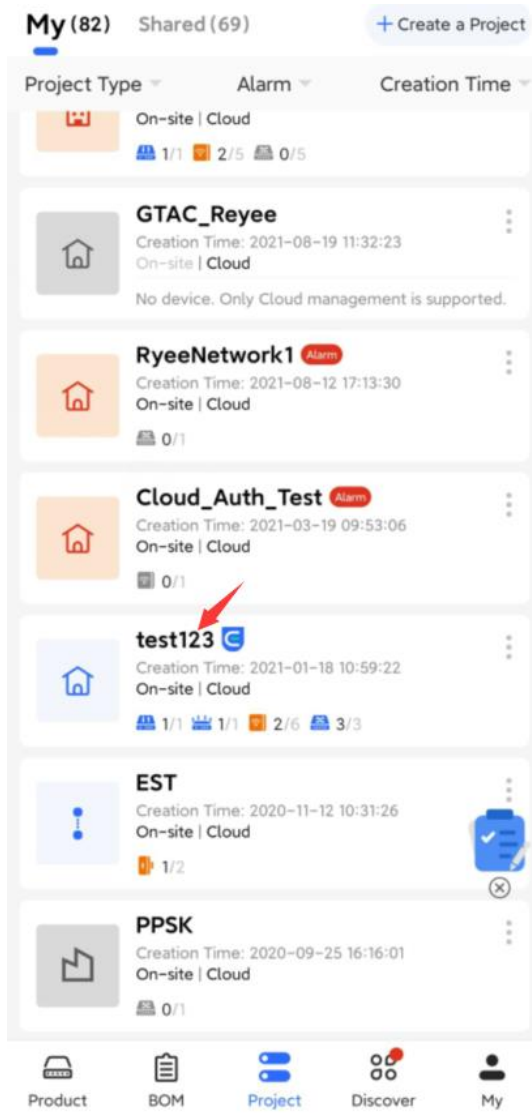 My (82) Shared (69) + Create a Project
Project Type Alarm Creation Time
On-site | Cloud
1/1 2/5 0/5
GTAC_Reyee
Creation Time: 2021-08-19 11:32:23
On-site | Cloud
No device. Only Cloud management is supported.
RyeeNetwork1 Alarm
Creation Time: 2021-08-12 17:13:30
On-site | Cloud
0/1
Cloud_Auth_Test Alarm
Creation Time: 2021-03-19 09:53:06
On-site | Cloud
0/1
test123
Creation Time: 2021-01-18 10:59:22
On-site | Cloud
1/1 1/1 2/6 3/3
EST
Creation Time: 2020-11-12 10:31:26
On-site | Cloud
1/2
PPSK
Creation Time: 2020-09-25 16:16:01
On-site | Cloud
0/1
Product BOM Project Discover My